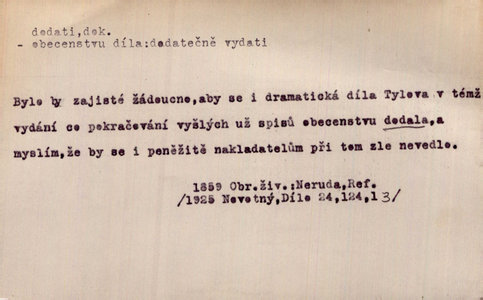 dodati,dok.
- obecenstvu díla:dodatečně vydati
Bylo by zajisté žádoucno,aby se i dramatická díla Tylova v témž
vydání co pokračování vyšlých už spisů obecenstvu dodala,a
myslím,že by se i peněžitě nakladatelům při tom zle nevedlo.
1859 Obr.živ.:Neruda,Ref.
/1925 Novotný,Dílo 24,124,13/